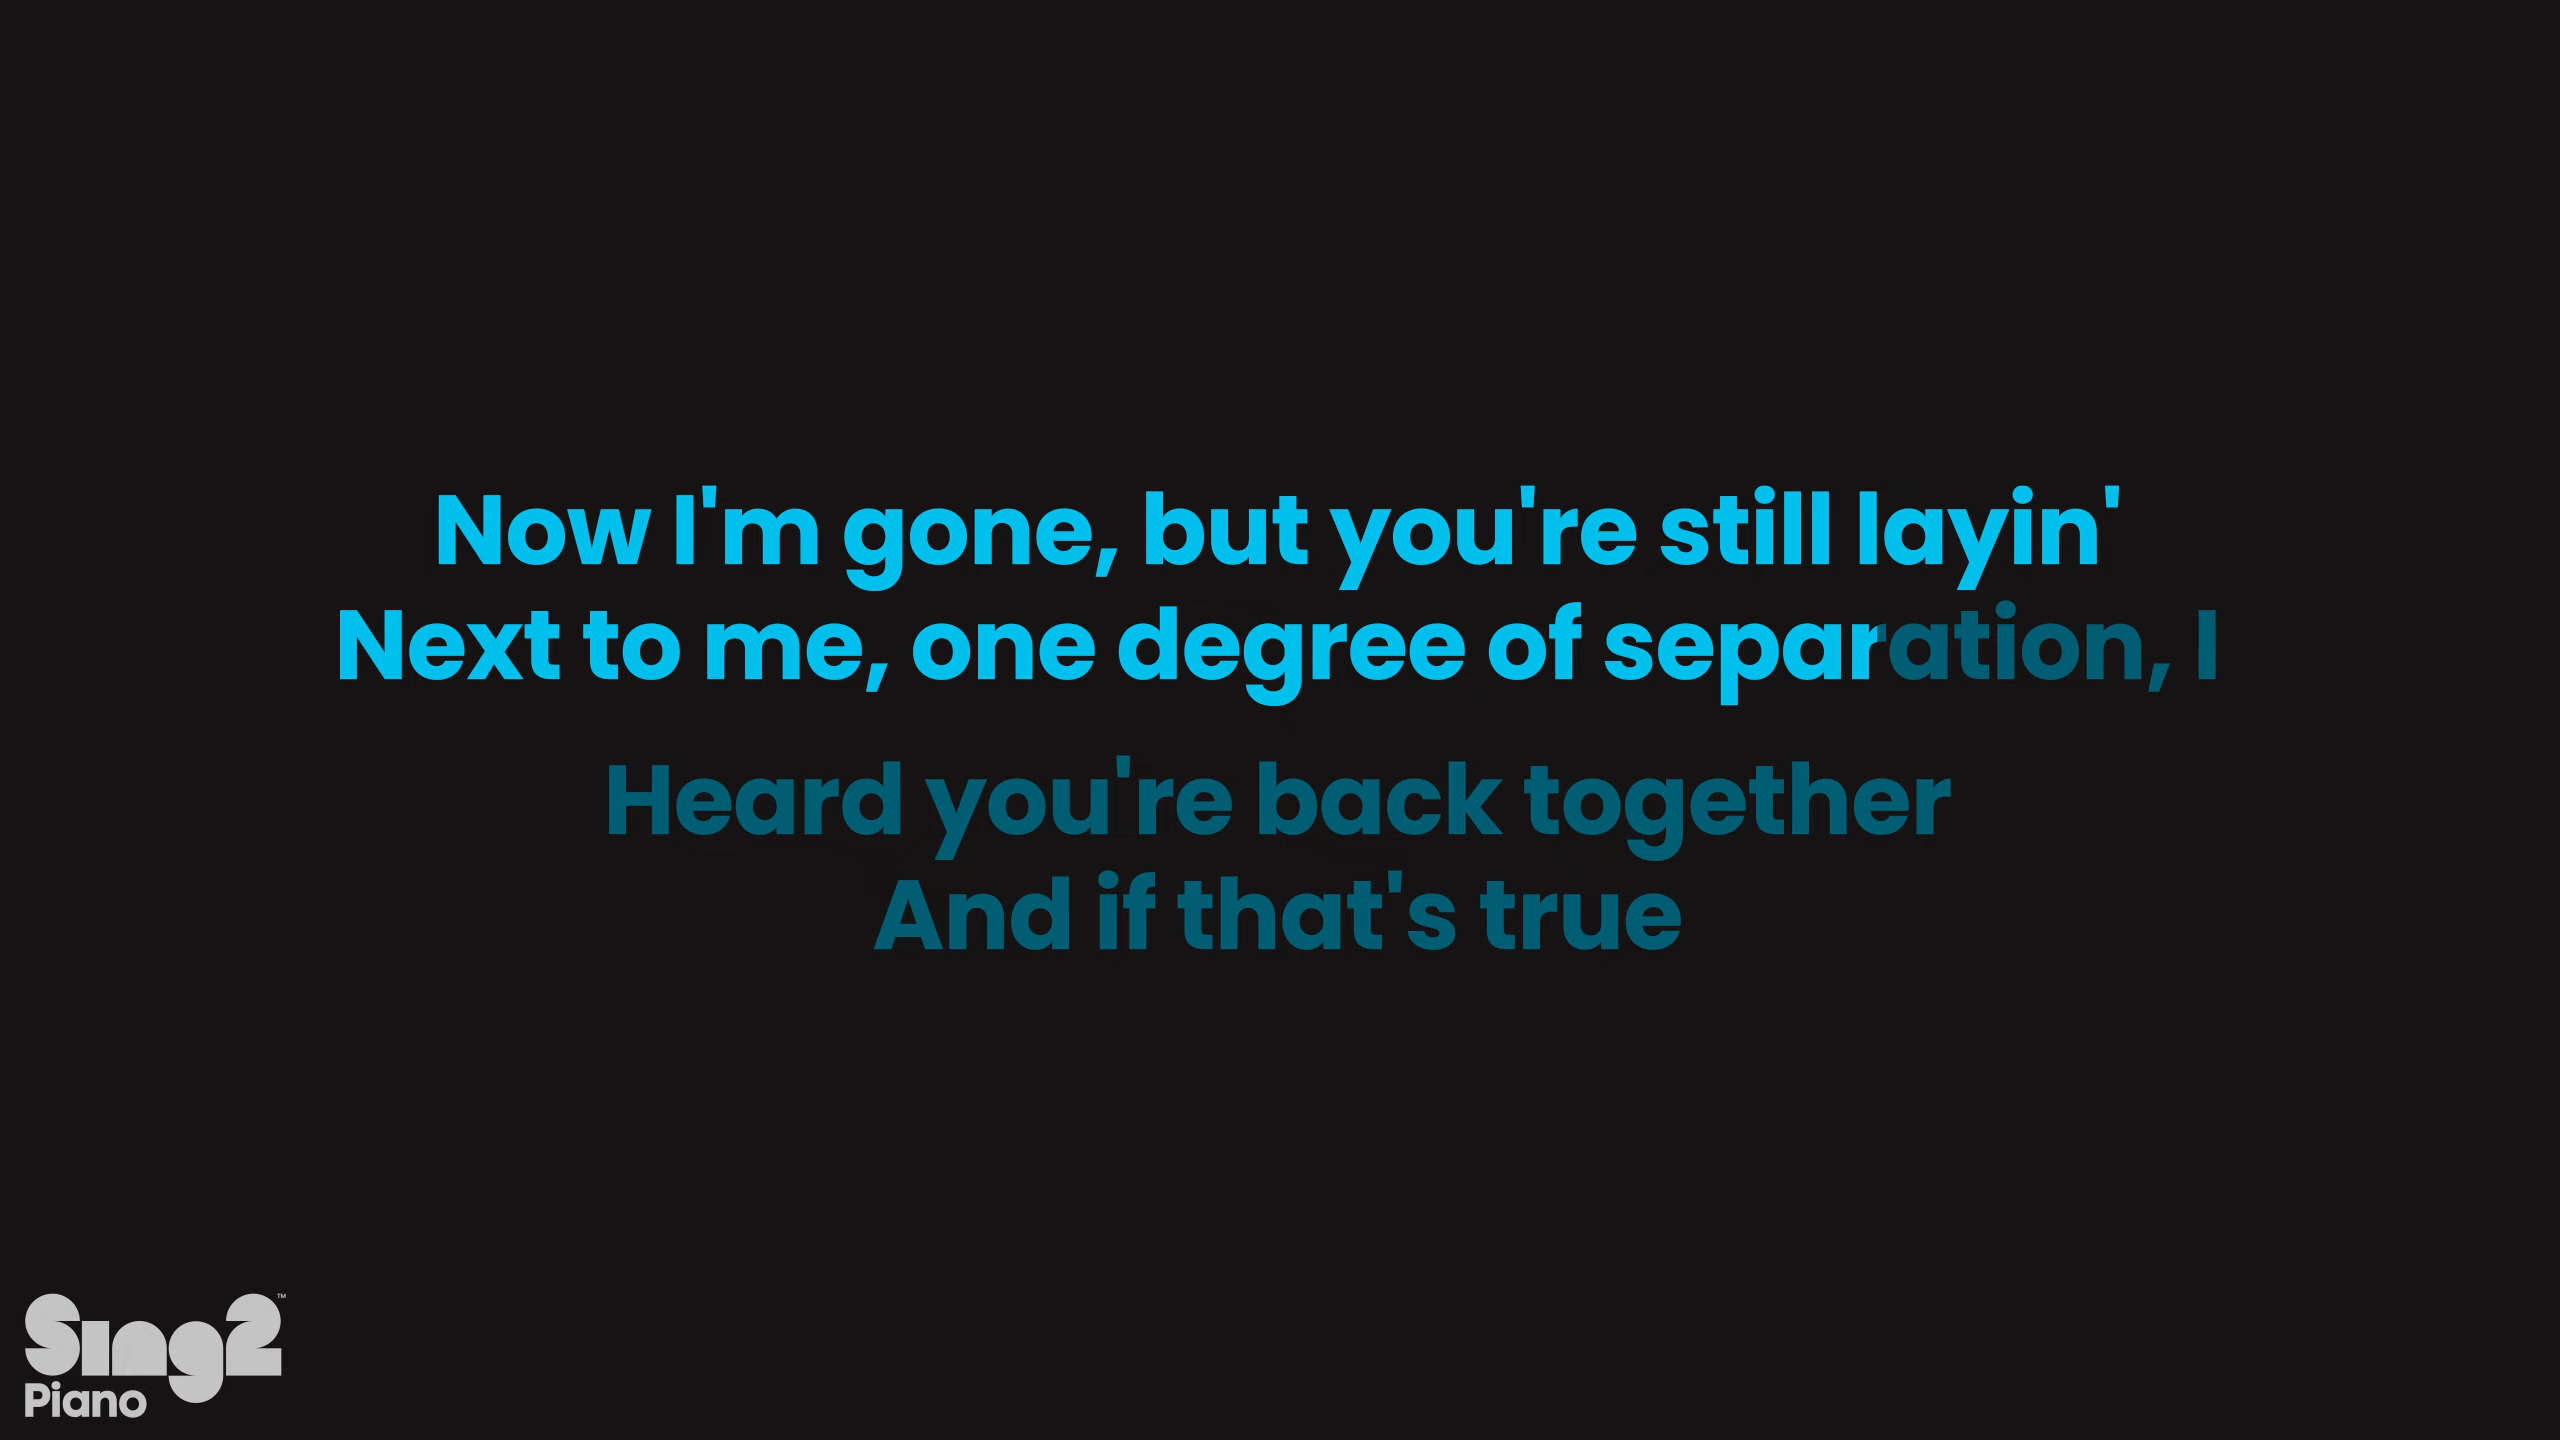 Now I'm gone, but you're still layin'
Next to me, one degree of separation, I
Heard you're back together
And if that's true
Sing2™
Piano